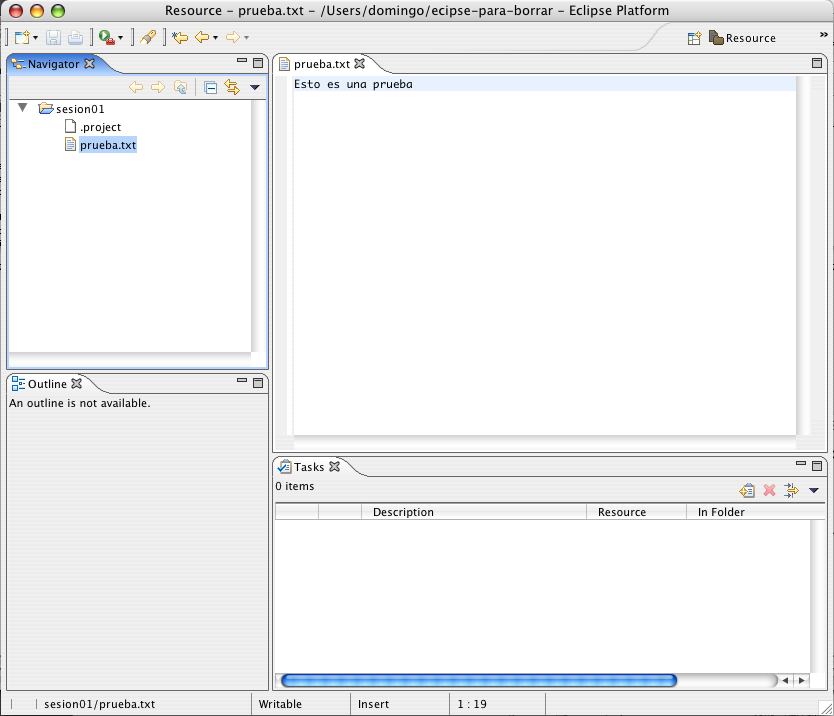 Resource - prueba.txt - /Users/domingo/ecipse-para-borrar - Eclipse Platform
Resource
»
Navigator
sesion01
.project
prueba.txt
prueba.txt
Esto es una prueba
Outline
An outline is not available.
Tasks
0 items
Description Resource In Folder
sesion01/prueba.txt Writable Insert 1 : 19